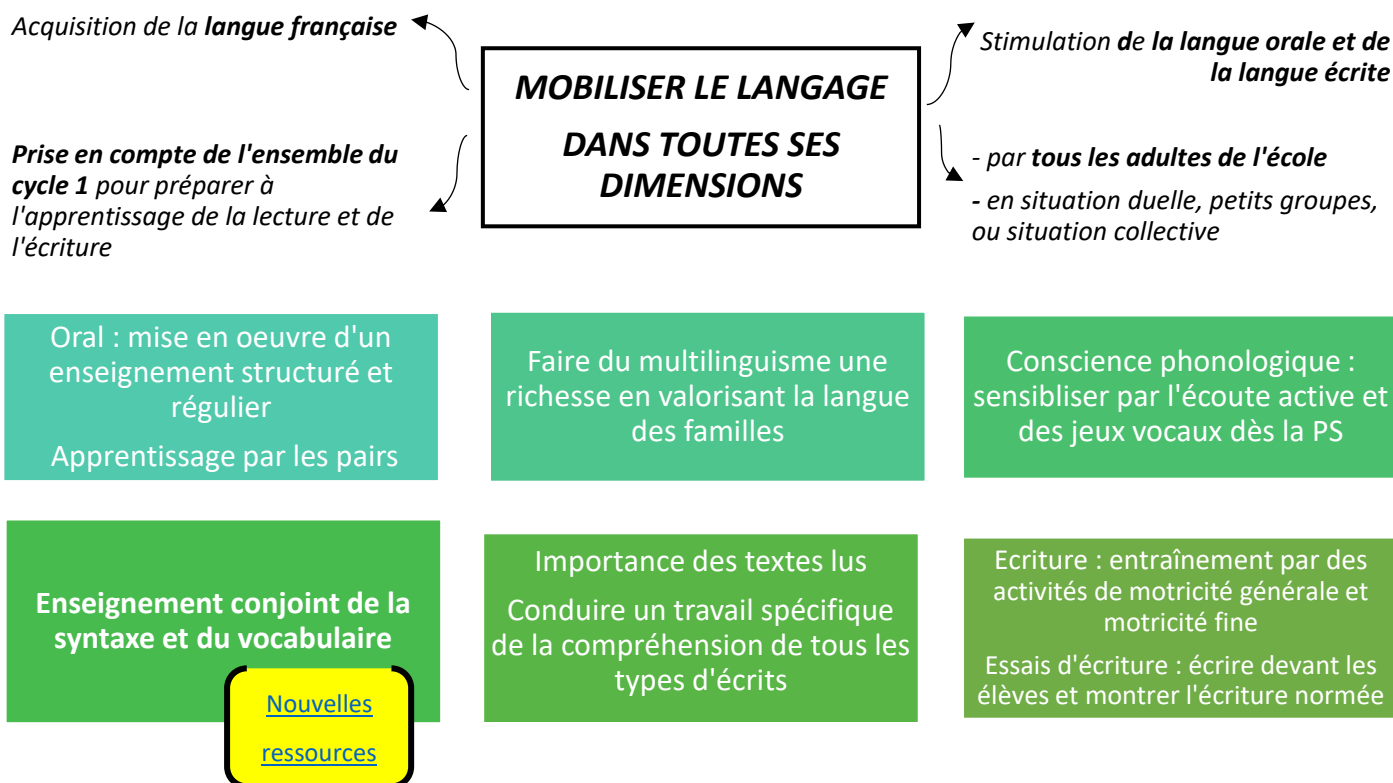 Acquisition de la langue française
MOBILISER LE LANGAGE
DANS TOUTES SES
DIMENSIONS
Stimulation de la langue orale et de
la langue écrite
Prise en compte de l'ensemble du
cycle 1 pour préparer à
l'apprentissage de la lecture et de
l'écriture
- par tous les adultes de l'école
- en situation duelle, petits groupes,
ou situation collective
Oral : mise en oeuvre d'un
enseignement structuré et
régulier
Apprentissage par les pairs
Faire du multilinguisme une
richesse en valorisant la langue
des familles
Conscience phonologique :
sensibliser par l'écoute active et
des jeux vocaux dès la PS
Enseignement conjoint de la
syntaxe et du vocabulaire
Nouvelles
ressources
Importance des textes lus
Conduire un travail spécifique
de la compréhension de tous les
types d'écrits
Ecriture : entraînement par des
activités de motricité générale et
motricité fine
Essais d'écriture : écrire devant les
élèves et montrer l'écriture normée